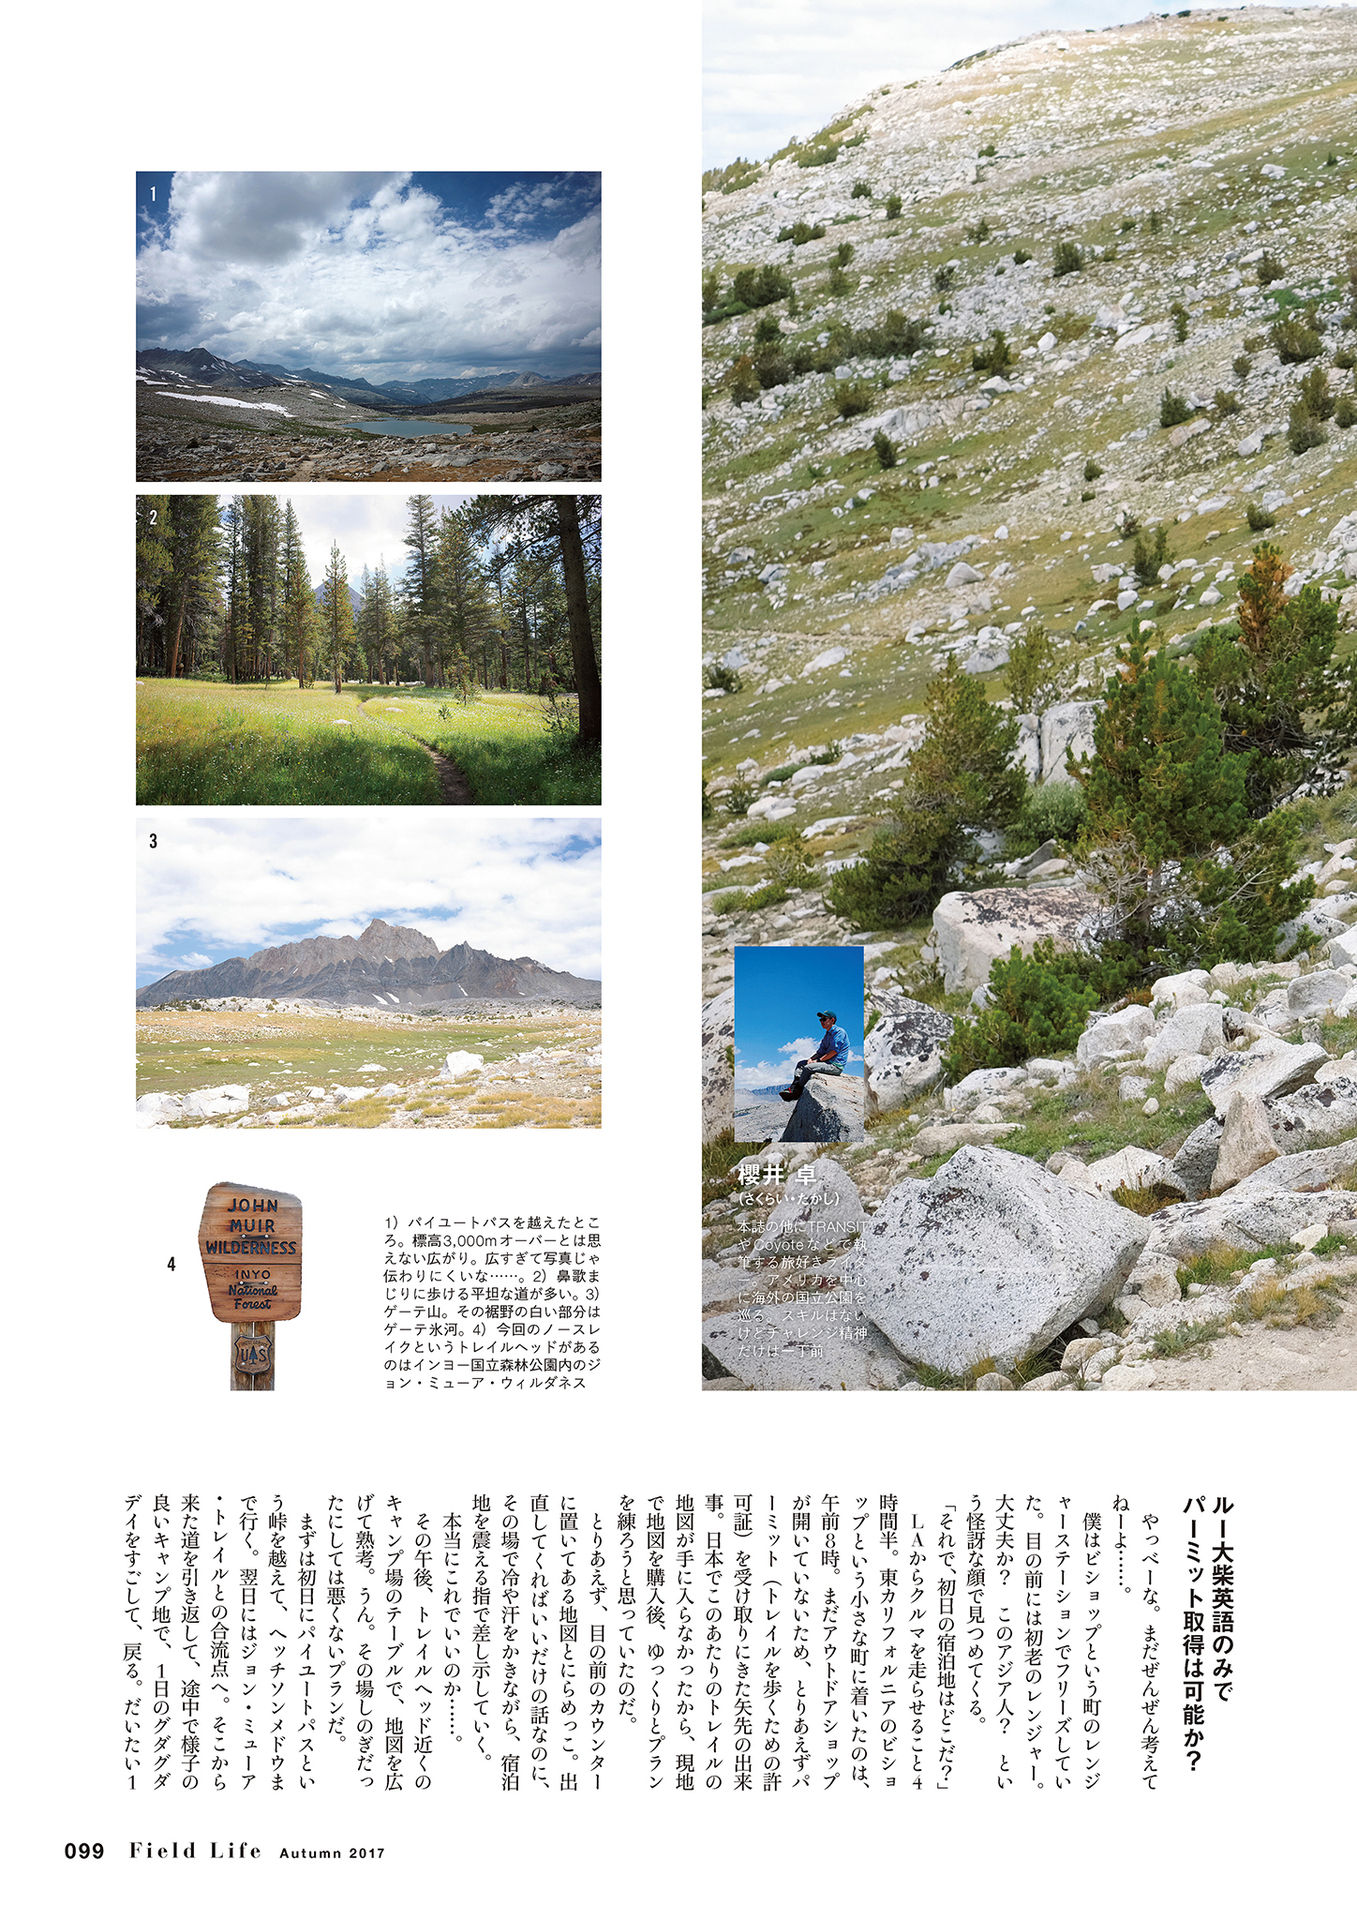 1
2
3
4
JOHN
MUIR
WILDERNESS
INYO
National
Forest
US
1）パイユートパスを越えたとこ
ろ。標高3,000mオーバーとは思
えない広がり。広すぎて写真じゃ
伝わりにくいな……。2）鼻歌ま
じりに歩ける平坦な道が多い。3）
ゲーテ山。その裾野の白い部分は
ゲーテ氷河。4）今回のノースレ
イクというトレイルヘッドがある
のはインヨー国立森林公園内のジ
ョン・ミューア・ウィルダネス
櫻井 卓
（さくらい・たかし）
本誌の他にTRANSIT
やCoyoteなどで執
筆する旅好きライタ
ー。アメリカを中心
に海外の国立公園を
巡る。スキルはない
けどチャレンジ精神
だけは一丁前
ルー大柴英語のみで
パーミット取得は可能か？
やっべーな。まだぜんぜん考えて
ねーよ……。
僕はビショップという町のレンジ
ャーステーションでフリーズしてい
た。目の前には初老のレンジャー。
大丈夫か？　このアジア人？　とい
う怪訝な顔で見つめてくる。
「それで、初日の宿泊地はどこだ？」
LAからクルマを走らせること4
時間半。東カリフォルニアのビショ
ップという小さな町に着いたのは、
午前8時。まだアウトドアショップ
が開いていないため、とりあえずパ
ーミット（トレイルを歩くための許
可証）を受け取りにきた矢先の出来
事。日本でこのあたりのトレイルの
地図が手に入らなかったから、現地
で地図を購入後、ゆっくりとプラン
を練ろうと思っていたのだ。
とりあえず、目の前のカウンター
に置いてある地図とにらめっこ。出
直してくればいいだけの話なのに、
その場で冷や汗をかきながら、宿泊
地を震える指で差し示していく。
本当にこれでいいのか……。
その午後、トレイルヘッド近くの
キャンプ場のテーブルで、地図を広
げて熟考。うん。その場しのぎだっ
たにしては悪くないプランだ。
まずは初日にパイユートパスとい
う峠を越えて、ヘッチソンメドウま
で行く。翌日にはジョン・ミューア
・トレイルとの合流点へ。そこから
来た道を引き返して、途中で様子の
良いキャンプ地で、1日のグダグダ
デイをすごして、戻る。だいたい1
099 Field Life Autumn 2017